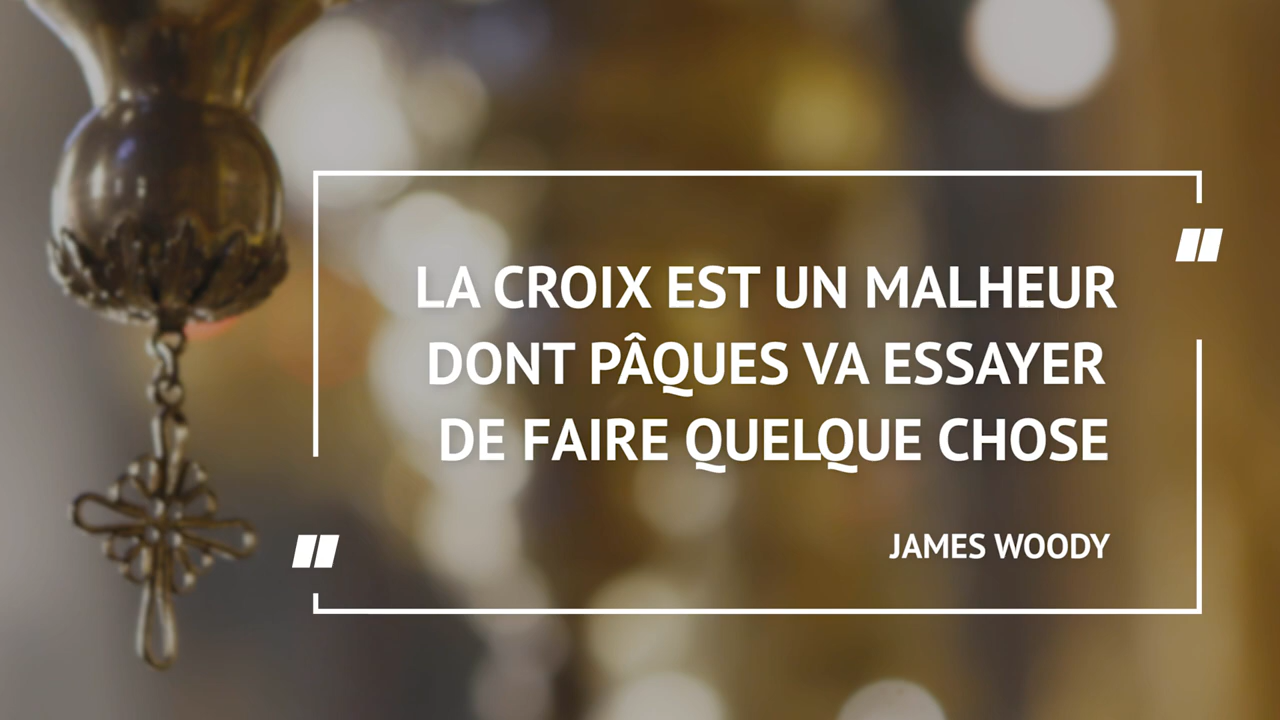 LA CROIX EST UN MALHEUR
DONT PÂQUES VA ESSAYER
DE FAIRE QUELQUE CHOSE
JAMES WOODY